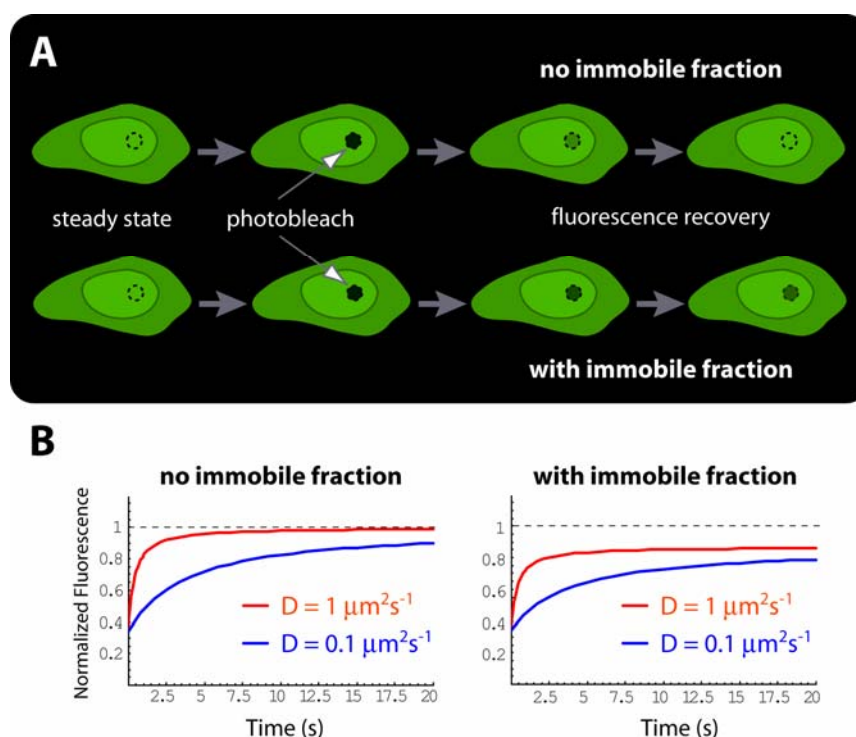 A
no immobile fraction
steady state
photobleach
fluorescence recovery
with immobile fraction
B
no immobile fraction
Normalized Fluorescence
1
0.8
0.6
0.4
0.2
D = 1 μm²s⁻¹
D = 0.1 μm²s⁻¹
2.5 5 7.5 10 12.5 15 17.5 20
Time (s)
with immobile fraction
1
0.8
0.6
0.4
0.2
D = 1 μm²s⁻¹
D = 0.1 μm²s⁻¹
2.5 5 7.5 10 12.5 15 17.5 20
Time (s)